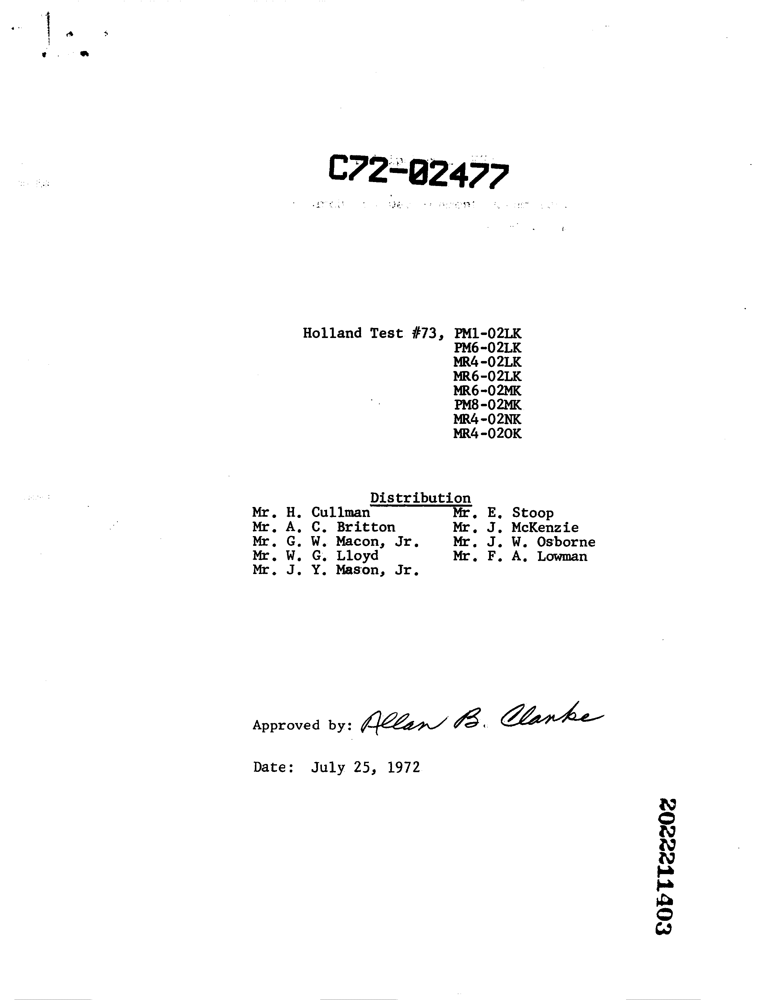 C72-02477
Holland Test #73, PM1-02LK
PM6-02LK
MR4-02LK
MR6-02LK
MR6-02MK
PM8-02MK
MR4-02NK
MR4-02OK
Distribution
Mr. H. Cullman Mr. E. Stoop
Mr. A. C. Britton Mr. J. McKenzie
Mr. G. W. Macon, Jr. Mr. J. W. Osborne
Mr. W. G. Lloyd Mr. F. A. Lowman
Mr. J. Y. Mason, Jr.
Approved by: Allan B. Clarke
Date: July 25, 1972
2022211403